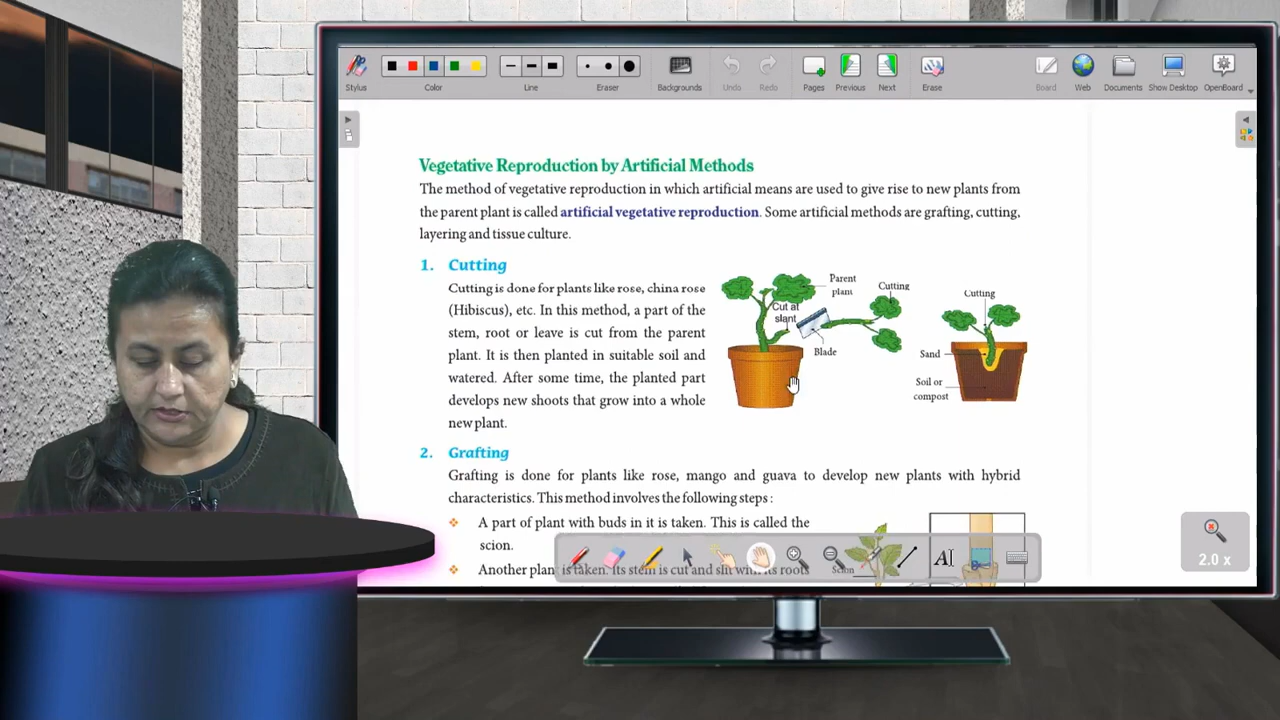 Stylus Color Line Eraser Backgrounds Undo Redo Pages Previous Next Erase Board Web Documents Show Desktop OpenBoard
Vegetative Reproduction by Artificial Methods
The method of vegetative reproduction in which artificial means are used to give rise to new plants from
the parent plant is called artificial vegetative reproduction. Some artificial methods are grafting, cutting,
layering and tissue culture.
1. Cutting
Cutting is done for plants like rose, china rose
(Hibiscus), etc. In this method, a part of the
stem, root or leave is cut from the parent
plant. It is then planted in suitable soil and
watered. After some time, the planted part
develops new shoots that grow into a whole
new plant.
Parent
plant
Cutting
Cut at
slant
Blade
Cutting
Sand
Soil or
compost
2. Grafting
Grafting is done for plants like rose, mango and guava to develop new plants with hybrid
characteristics. This method involves the following steps :
A part of plant with buds in it is taken. This is called the
scion.
Another plant is taken. Its stem is cut and slit with its roots
Scion
AI
2.0 x